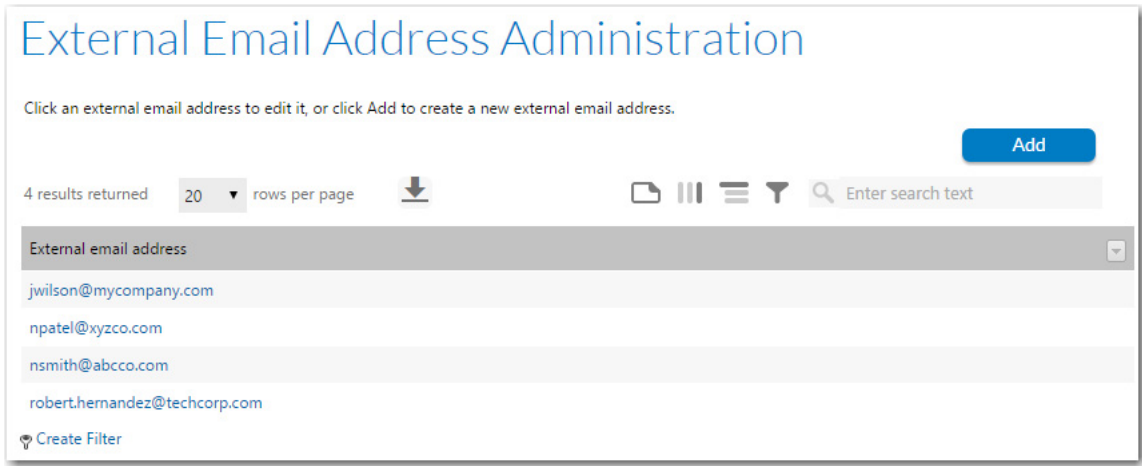 External Email Address Administration
Click an external email address to edit it, or click Add to create a new external email address.
Add
4 results returned 20 rows per page Enter search text
External email address
jwilson@mycompany.com
npatel@xyzco.com
nsmith@abcco.com
robert.hernandez@techcorp.com
Create Filter